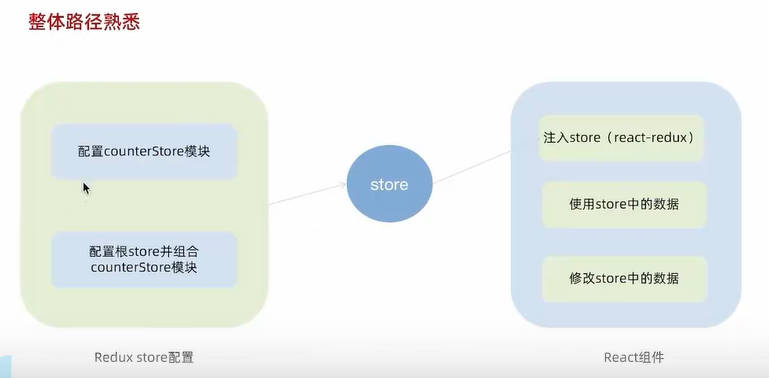 整体路径熟悉
配置counterStore模块
配置根store并组合
counterStore模块
Redux store配置
store
注入store（react-redux）
使用store中的数据
修改store中的数据
React组件